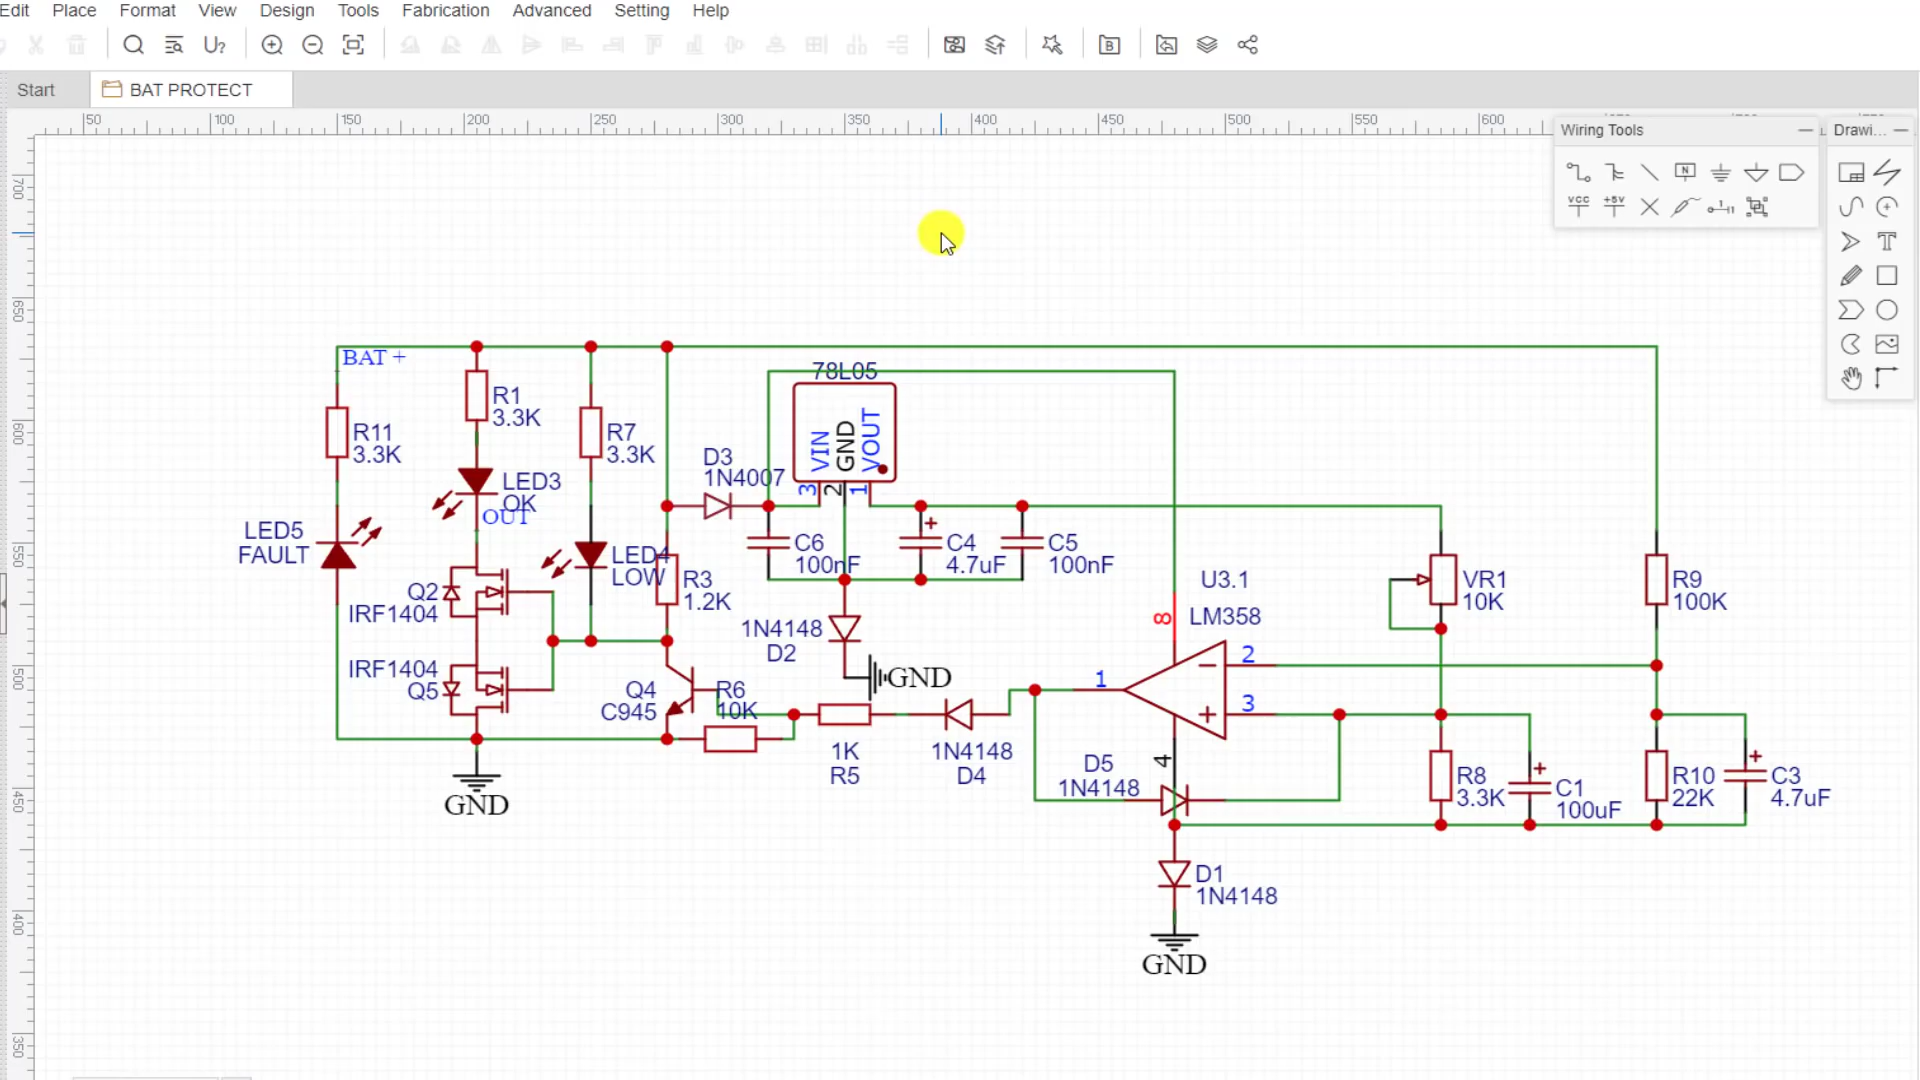 Edit Place Format View Design Tools Fabrication Advanced Setting Help
U?
B
Start BAT PROTECT
50 100 150 200 250 300 350 400 450 500 550 600
Wiring Tools
Drawi...
N
VCC +5V
T
700
650
600
550
500
450
400
350
BAT +
78L05
VIN GND VOUT
3 2 1
R1
3.3K
R11
3.3K
R7
3.3K
D3
1N4007
LED3
OK
OUT
LED5
FAULT
LED4
LOW
C6
100nF
C4
4.7uF
C5
100nF
R3
1.2K
Q2
IRF1404
U3.1
LM358
VR1
10K
R9
100K
1N4148
D2
8
1
2
3
4
IRF1404
Q5
GND
Q4
C945
R6
10K
1K
R5
1N4148
D4
D5
1N4148
R8
3.3K
C1
100uF
R10
22K
C3
4.7uF
GND
D1
1N4148
GND